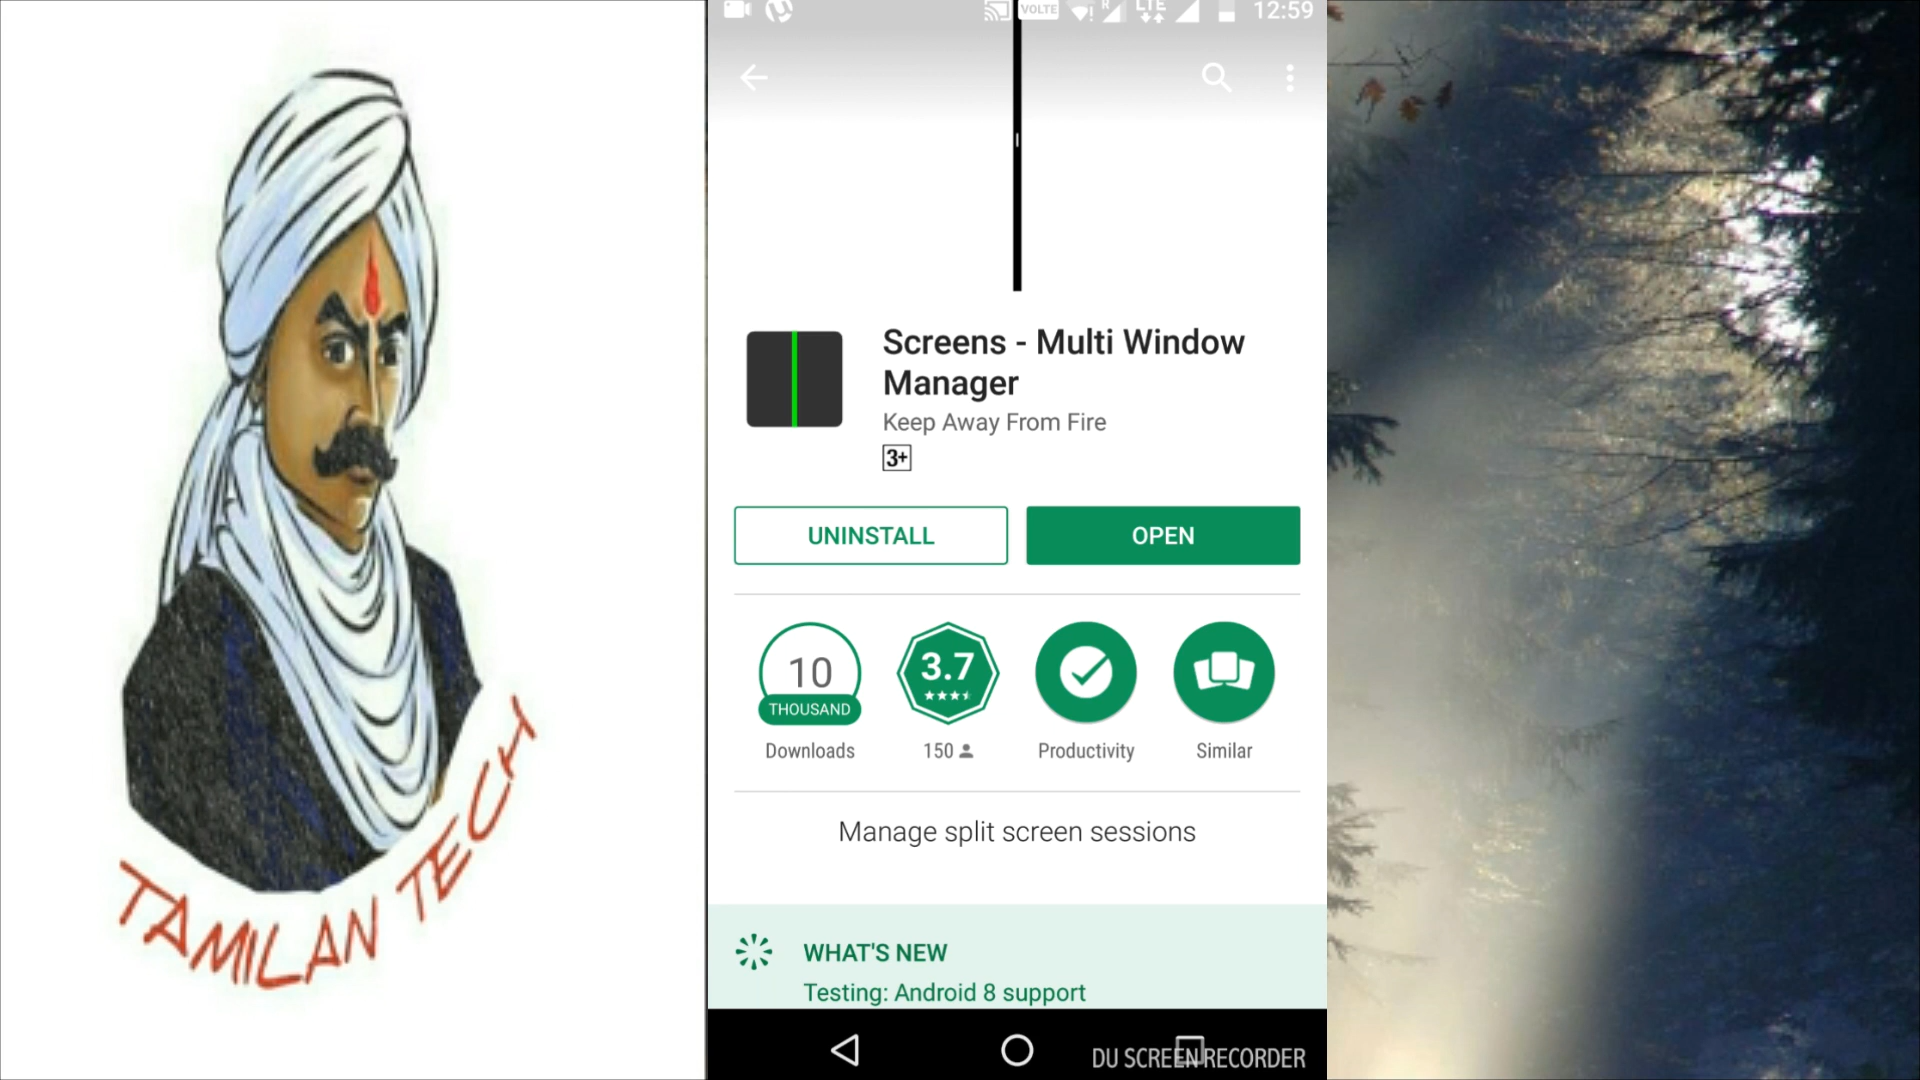 TAMILAN TECH
VOLTE R LTE 12:59
Screens - Multi Window
Manager
Keep Away From Fire
3+
UNINSTALL
OPEN
10
THOUSAND
Downloads
3.7
150
Productivity
Similar
Manage split screen sessions
WHAT'S NEW
Testing: Android 8 support
DU SCREEN RECORDER